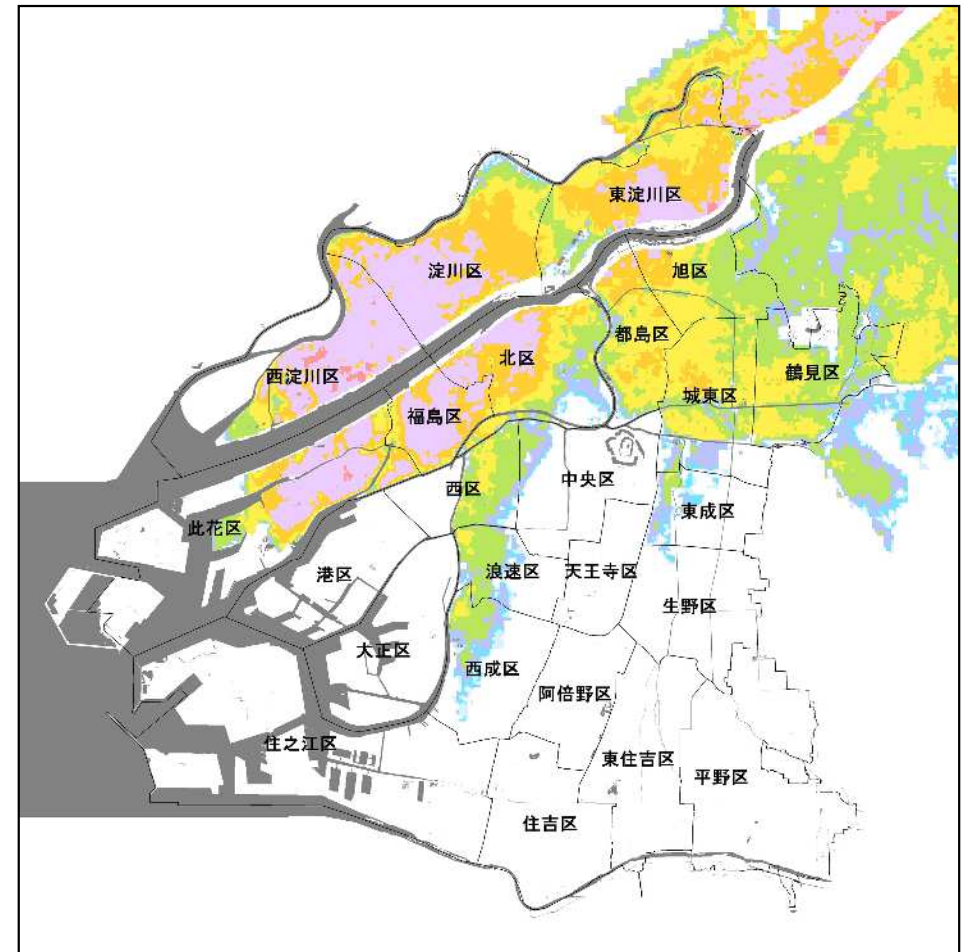 東淀川区
淀川区
旭区
都島区
北区
鶴見区
西淀川区
城東区
福島区
中央区
西区
東成区
此花区
港区
浪速区
天王寺区
生野区
大正区
西成区
阿倍野区
住之江区
東住吉区
平野区
住吉区